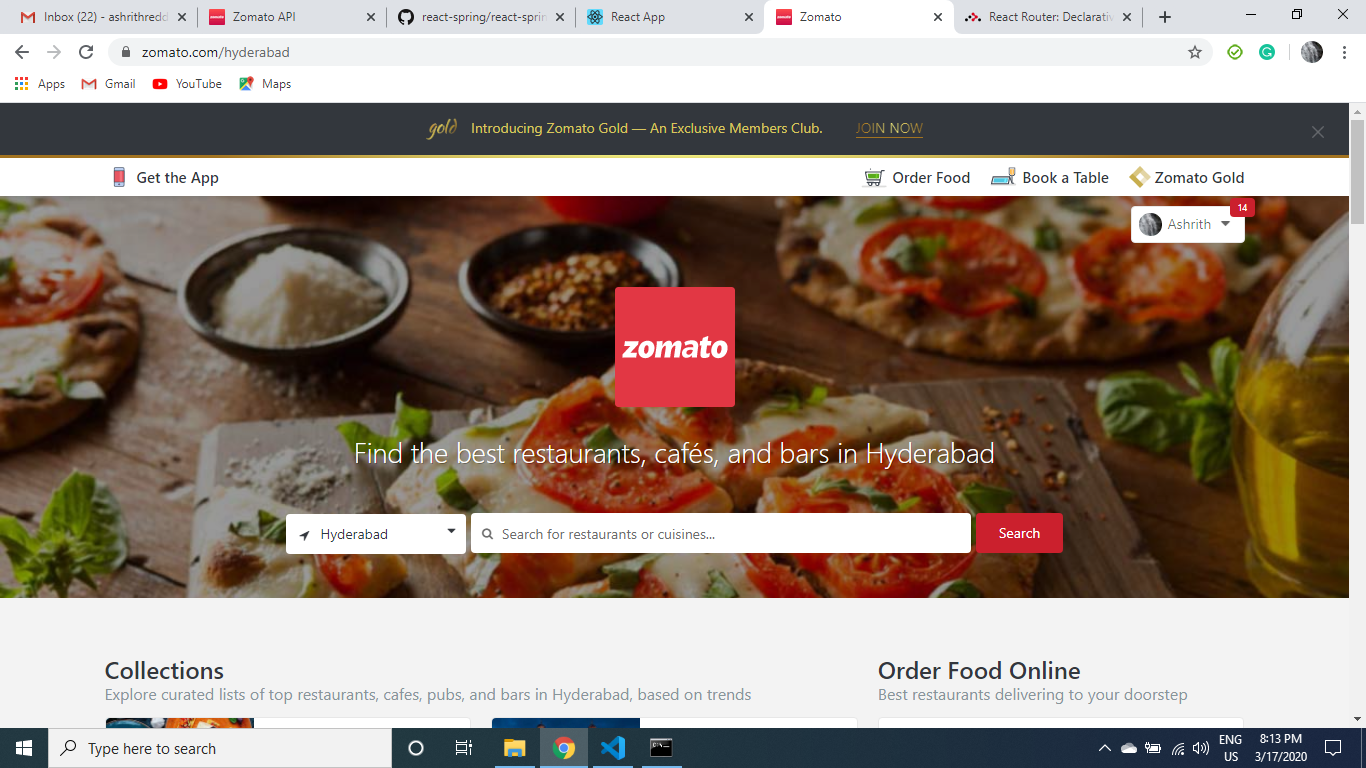 Inbox (22) - ashrithredd
Zomato API
react-spring/react-sprin
React App
Zomato
React Router: Declarativ
zomato.com/hyderabad
Apps
Gmail
YouTube
Maps
gold
Introducing Zomato Gold — An Exclusive Members Club.
JOIN NOW
Get the App
Order Food
Book a Table
Zomato Gold
14
Ashrith
zomato
Find the best restaurants, cafés, and bars in Hyderabad
Hyderabad
Search for restaurants or cuisines...
Search
Collections
Explore curated lists of top restaurants, cafes, pubs, and bars in Hyderabad, based on trends
Order Food Online
Best restaurants delivering to your doorstep
Type here to search
ENG
US
8:13 PM
3/17/2020